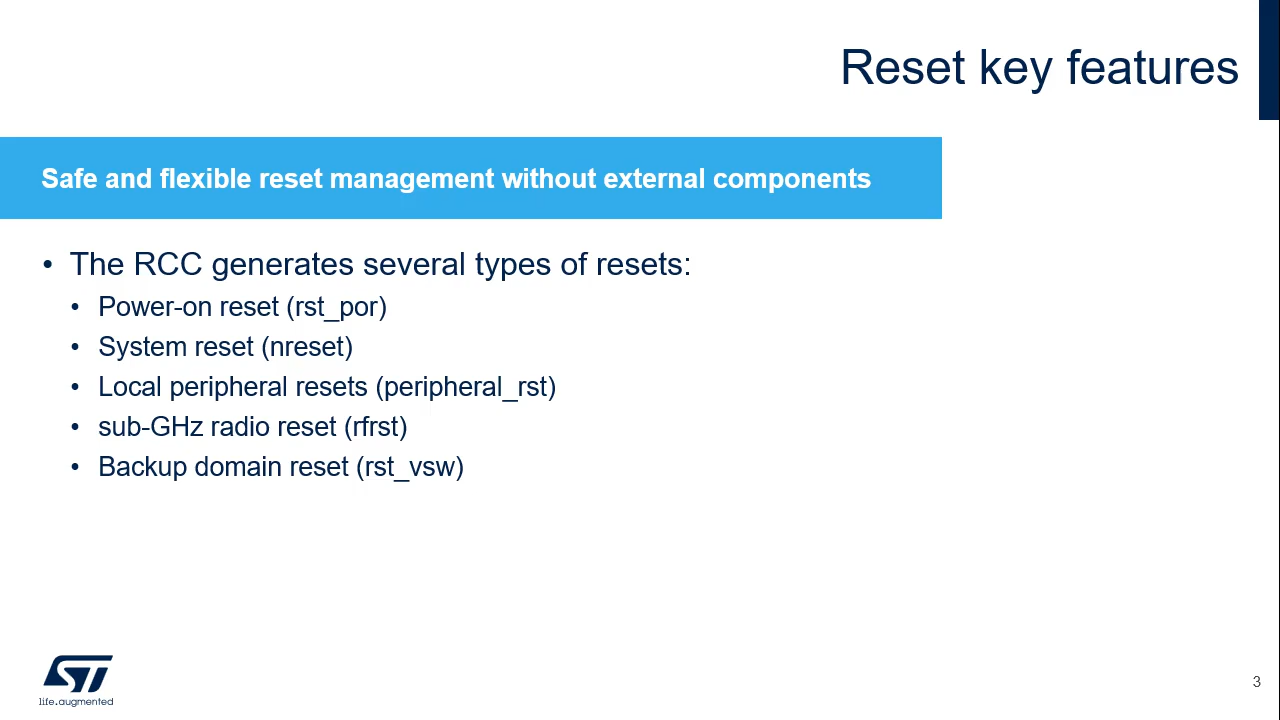 Reset key features
Safe and flexible reset management without external components
• The RCC generates several types of resets:
• Power-on reset (rst_por)
• System reset (nreset)
• Local peripheral resets (peripheral_rst)
• sub-GHz radio reset (rfrst)
• Backup domain reset (rst_vsw)
ST
life.augmented
3